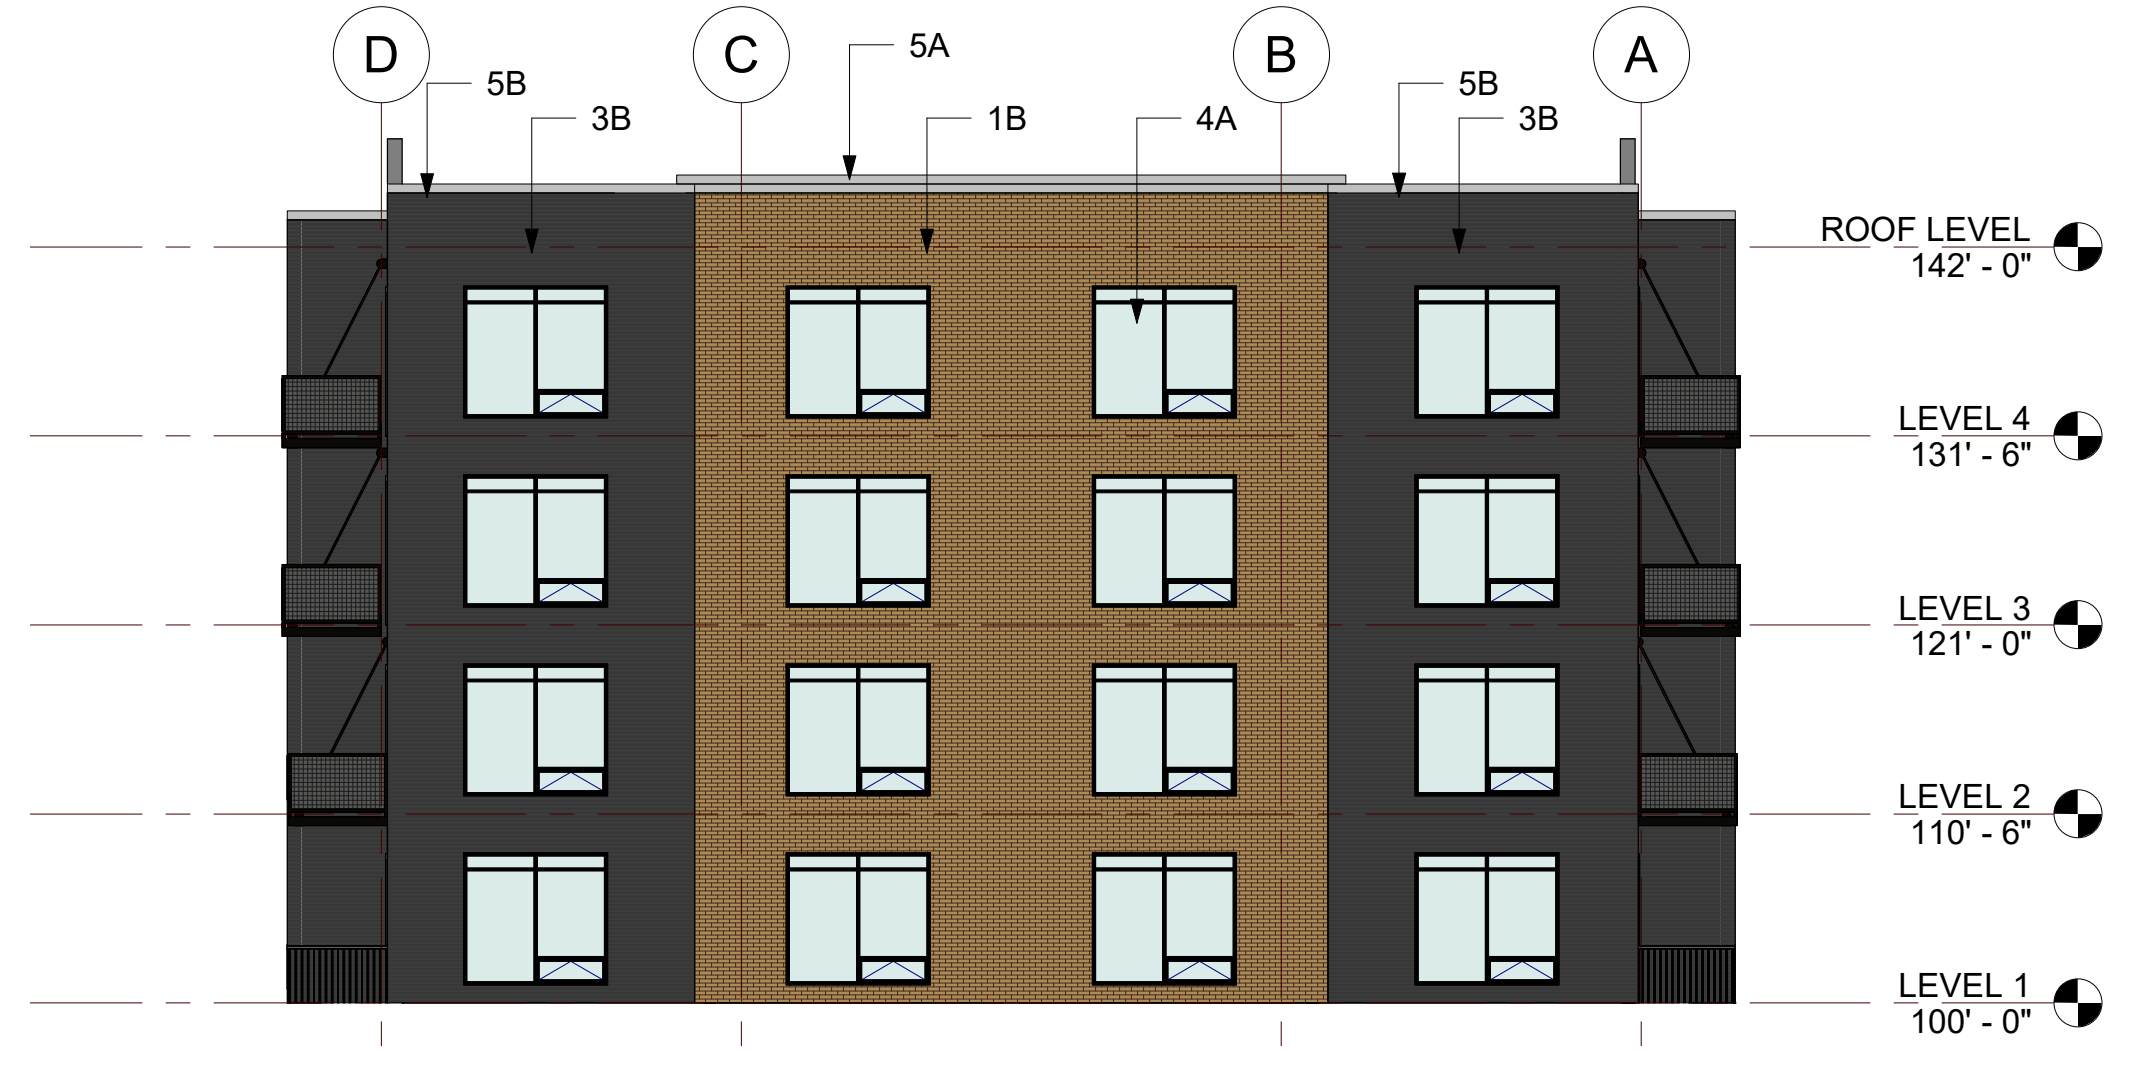 D
C
B
A
5A
5B
5B
3B
1B
4A
3B
ROOF LEVEL
142' - 0"
LEVEL 4
131' - 6"
LEVEL 3
121' - 0"
LEVEL 2
110' - 6"
LEVEL 1
100' - 0"